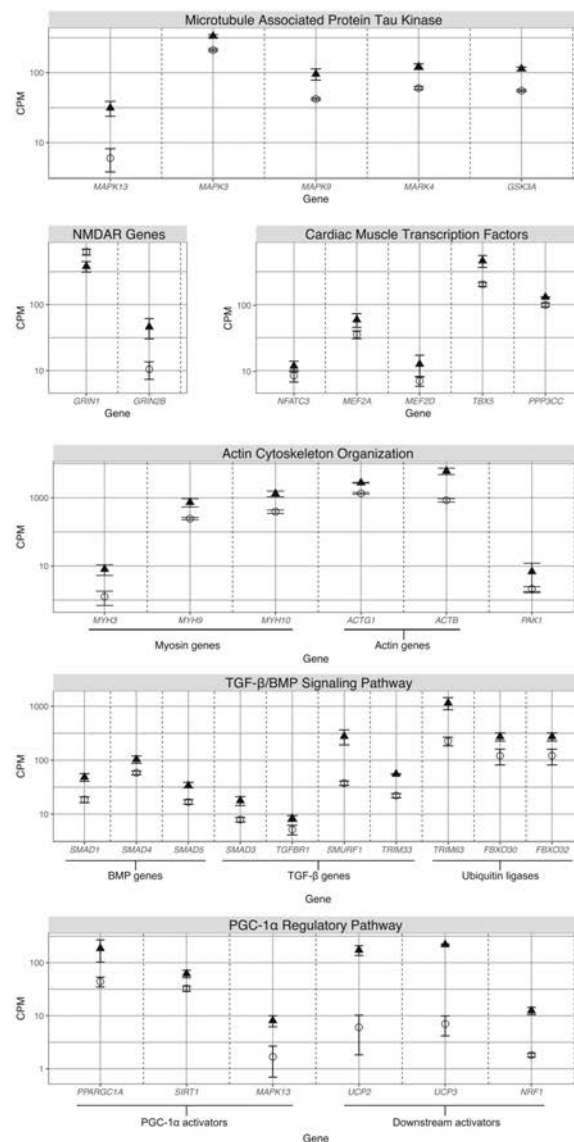 Microtubule Associated Protein Tau Kinase
CPM
100
10
MAPK13 MAPK3 MAPK9 MARK4 GSK3A
Gene
NMDAR Genes
CPM
100
10
GRIN1 GRIN2B
Gene
Cardiac Muscle Transcription Factors
CPM
100
10
NFATC3 MEF2A MEF2D TBX5 PPP3CC
Gene
Actin Cytoskeleton Organization
CPM
1000
10
MYH3 MYH9 MYH10 ACTG1 ACTB PAK1
Myosin genes Actin genes
Gene
TGF-β/BMP Signaling Pathway
CPM
1000
100
10
SMAD1 SMAD4 SMAD5 SMAD3 TGFBR1 SMURF1 TRIM33 TRIM63 FBXO30 FBXO32
BMP genes TGF-β genes Ubiquitin ligases
Gene
PGC-1α Regulatory Pathway
CPM
100
10
1
PPARGC1A SIRT1 MAPK13 UCP2 UCP3 NRF1
PGC-1α activators Downstream activators
Gene